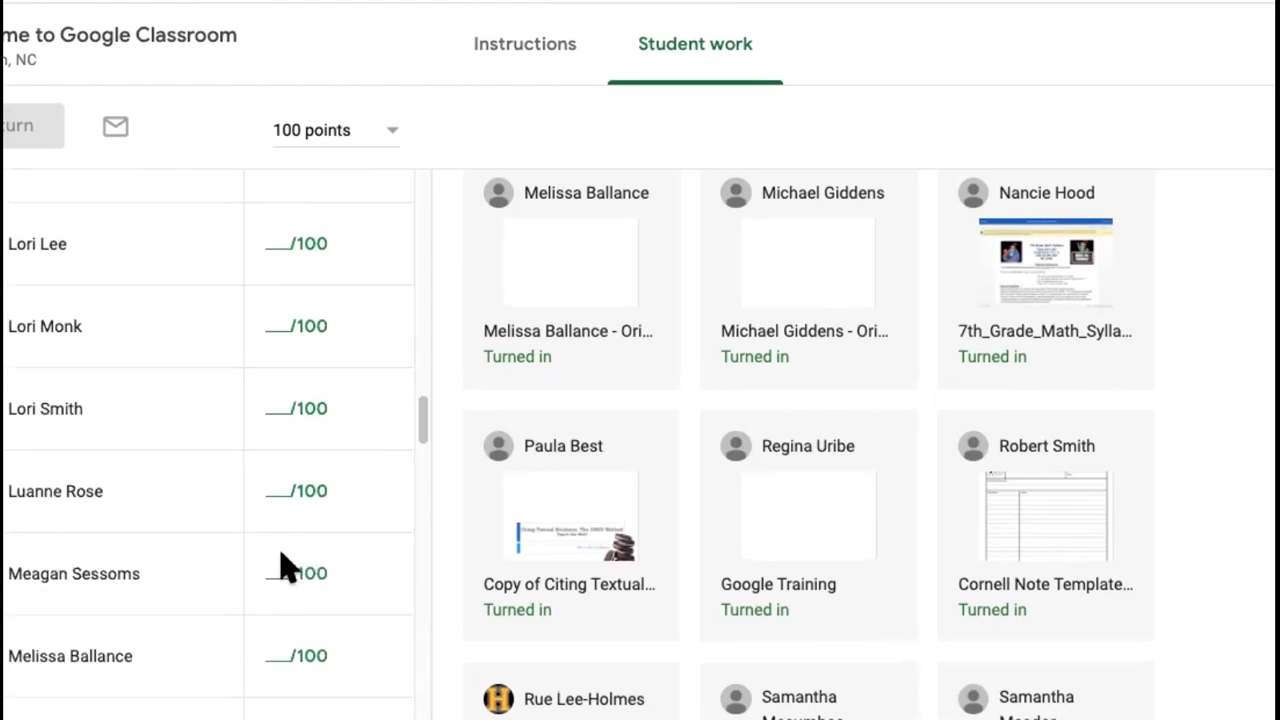 me to Google Classroom
n, NC
Instructions
Student work
urn
100 points
Lori Lee
__/100
Lori Monk
__/100
Lori Smith
__/100
Luanne Rose
__/100
Meagan Sessoms
100
Melissa Ballance
__/100
Melissa Ballance
Michael Giddens
Nancie Hood
Melissa Ballance - Ori...
Michael Giddens - Ori...
7th_Grade_Math_Sylla...
Turned in
Turned in
Turned in
Paula Best
Regina Uribe
Robert Smith
Copy of Citing Textual...
Google Training
Cornell Note Template...
Turned in
Turned in
Turned in
H
Rue Lee-Holmes
Samantha
Samantha